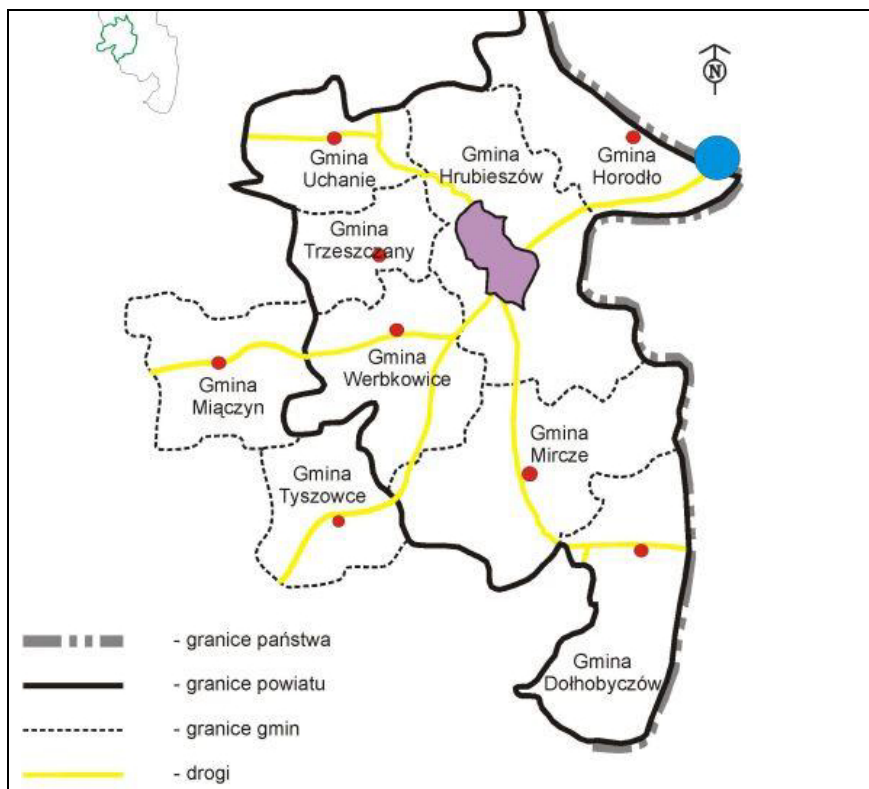 N
Gmina
Uchanie
Gmina
Hrubieszów
Gmina
Horodło
Gmina
Trzeszczany
Gmina
Werbkowice
Gmina
Miączyn
Gmina
Mircze
Gmina
Tyszowce
Gmina
Dołhobyczów
- granice państwa
- granice powiatu
- granice gmin
- drogi